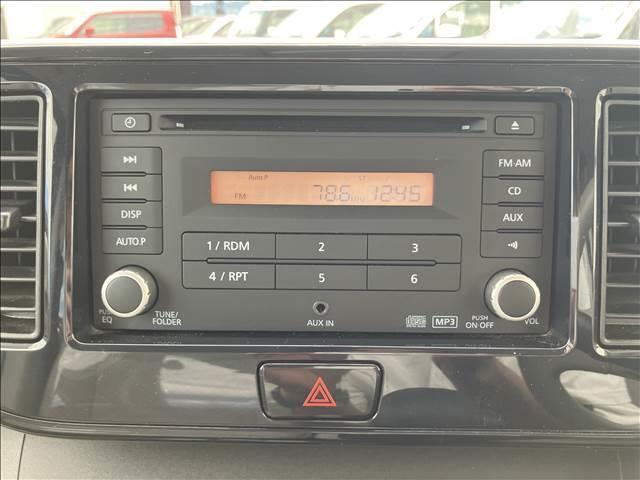 FM·AM
Auto.P ST
FM 78.6 MHz 12:45
CD
DISP
AUX
AUTO.P
1 / RDM 2 3
4 / RPT 5 6
PUSH EQ
TUNE/
FOLDER
AUX IN
MP3
PUSH
ON OFF
VOL